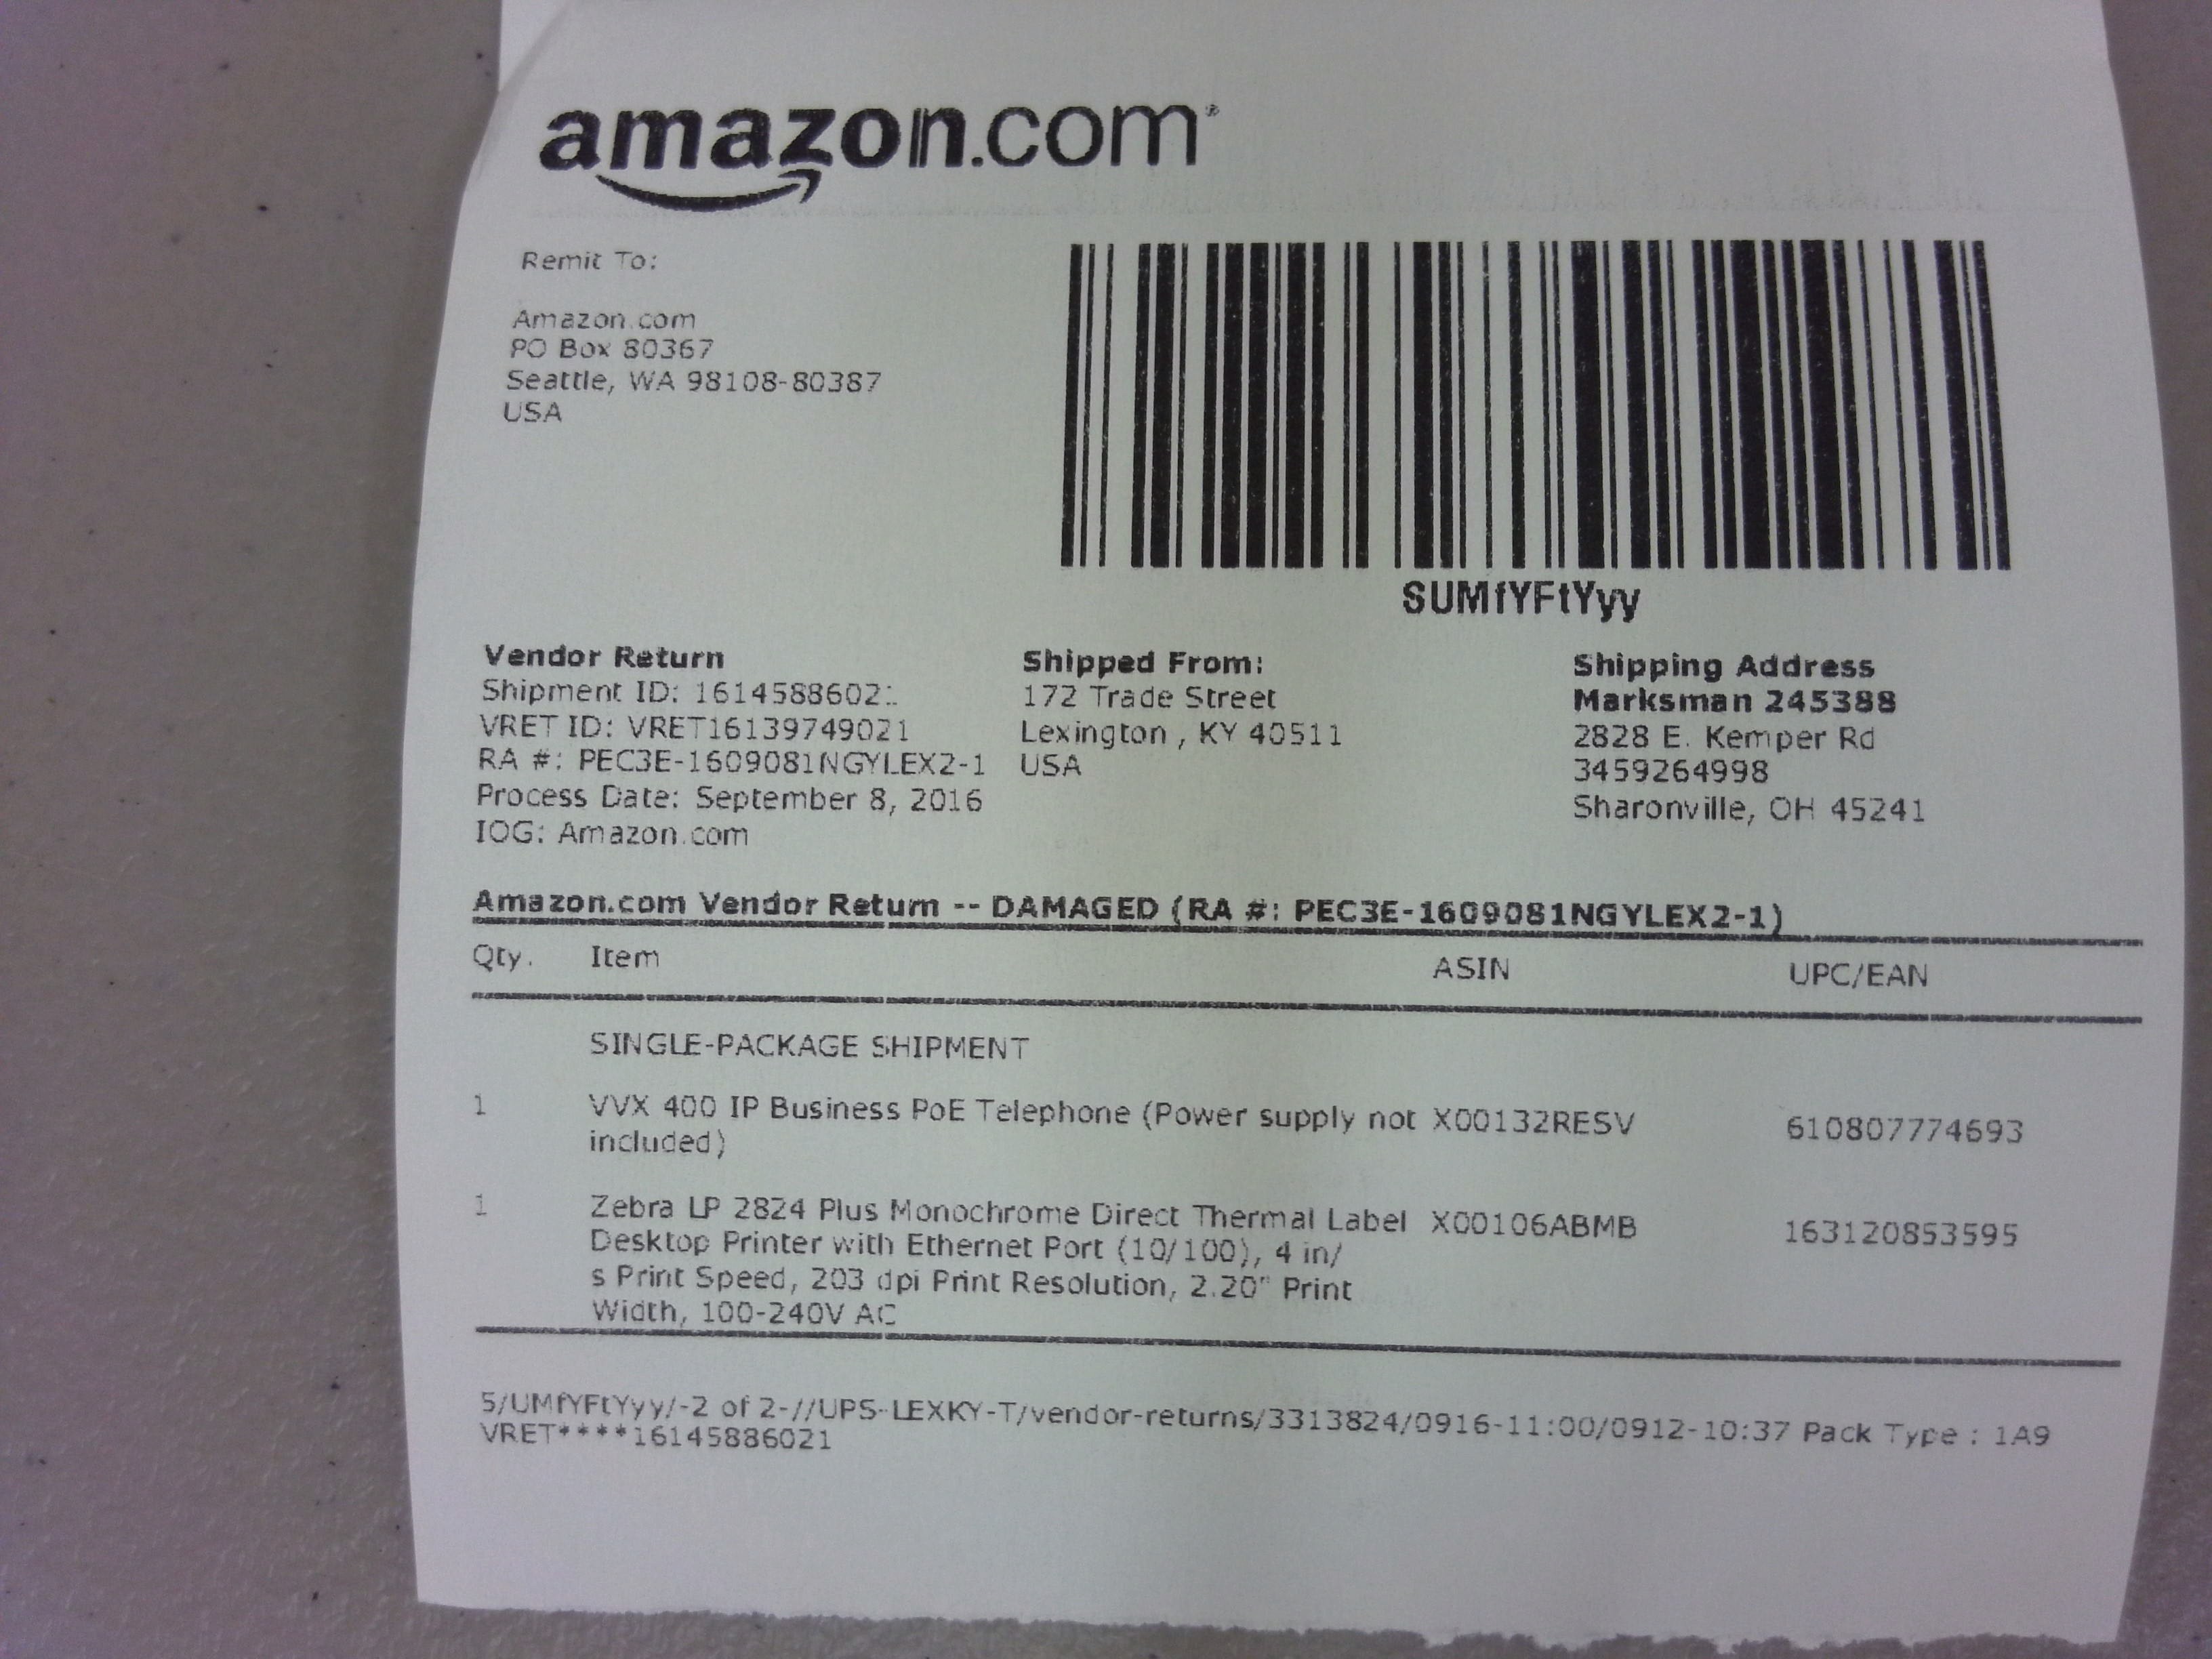 amazon.com
Remit To:
Amazon.com
PO Box 80367
Seattle, WA 98108-80387
USA
SUMfYFtYyy
Vendor Return
Shipment ID: 16145886021
VRET ID: VRET16139749021
RA #: PEC3E-1609081NGYLEX2-1
Process Date: September 8, 2016
IOG: Amazon.com
Shipped From:
172 Trade Street
Lexington , KY 40511
USA
Shipping Address
Marksman 245388
2828 E. Kemper Rd
3459264998
Sharonville, OH 45241
Amazon.com Vendor Return -- DAMAGED (RA #: PEC3E-1609081NGYLEX2-1)
Qty. Item ASIN UPC/EAN
SINGLE-PACKAGE SHIPMENT
1 VVX 400 IP Business PoE Telephone (Power supply not X00132RESV 610807774693
included)
1 Zebra LP 2824 Plus Monochrome Direct Thermal Label X00106ABMB 163120853595
Desktop Printer with Ethernet Port (10/100), 4 in/
s Print Speed, 203 dpi Print Resolution, 2.20" Print
Width, 100-240V AC
5/UMfYFtYyy/-2 of 2-//UPS-LEXKY-T/vendor-returns/3313824/0916-11:00/0912-10:37 Pack Type : 1A9
VRET****16145886021